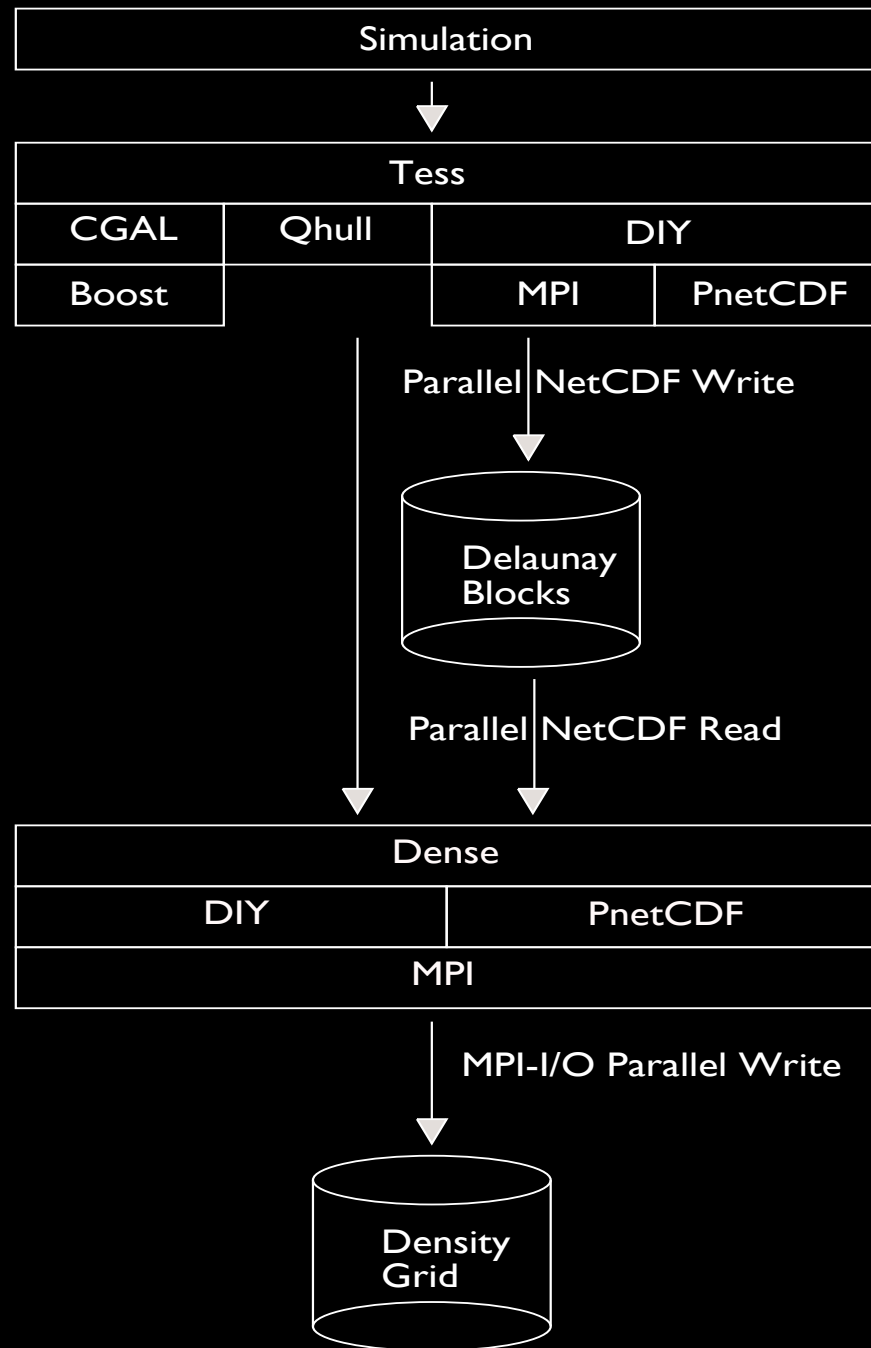 Simulation
Tess
CGAL Qhull DIY
Boost MPI PnetCDF
Parallel NetCDF Write
Delaunay
Blocks
Parallel NetCDF Read
Dense
DIY PnetCDF
MPI
MPI-I/O Parallel Write
Density
Grid